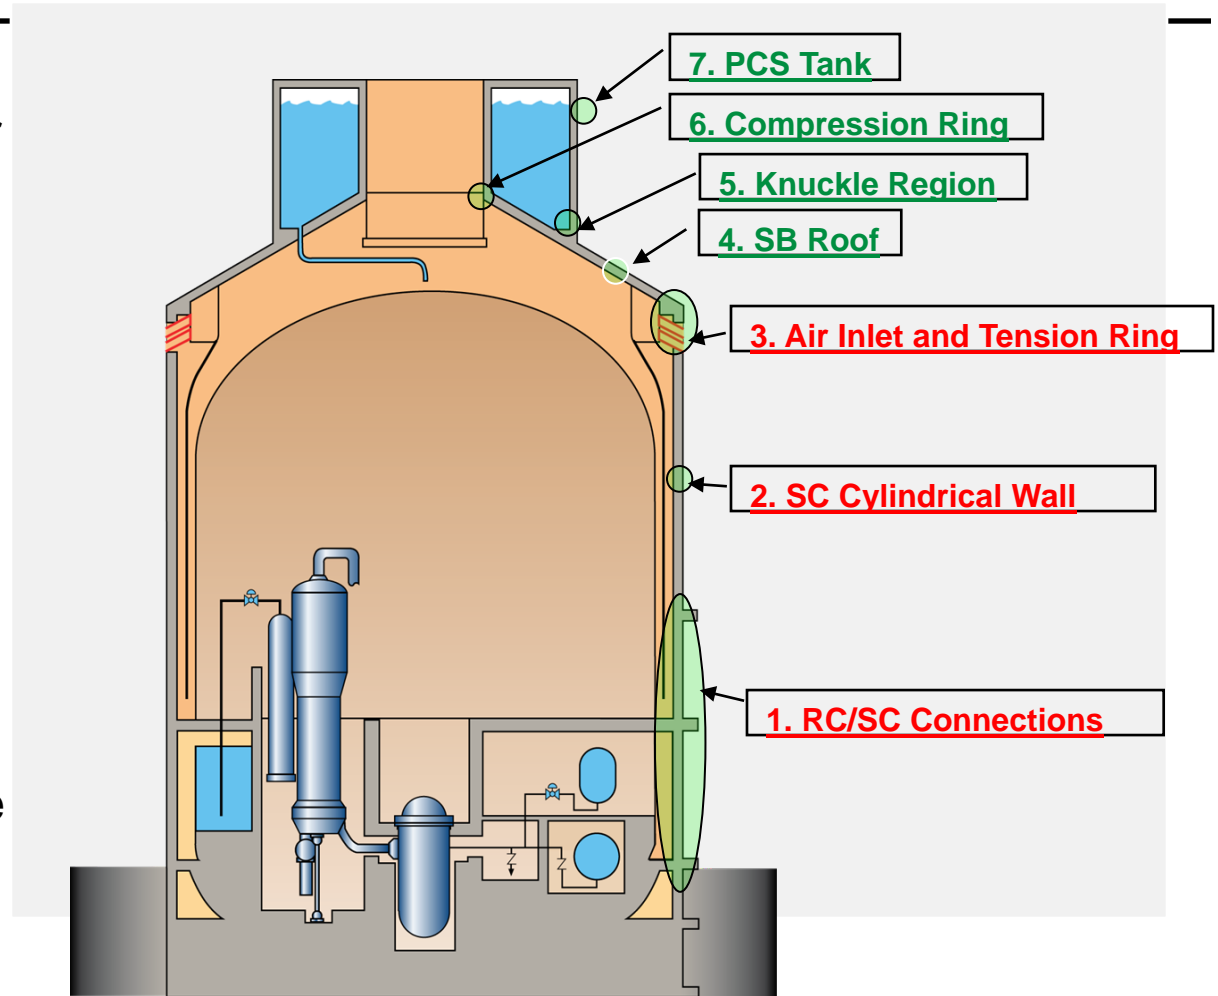 7. PCS Tank
6. Compression Ring
5. Knuckle Region
4. SB Roof
3. Air Inlet and Tension Ring
2. SC Cylindrical Wall
1. RC/SC Connections
e